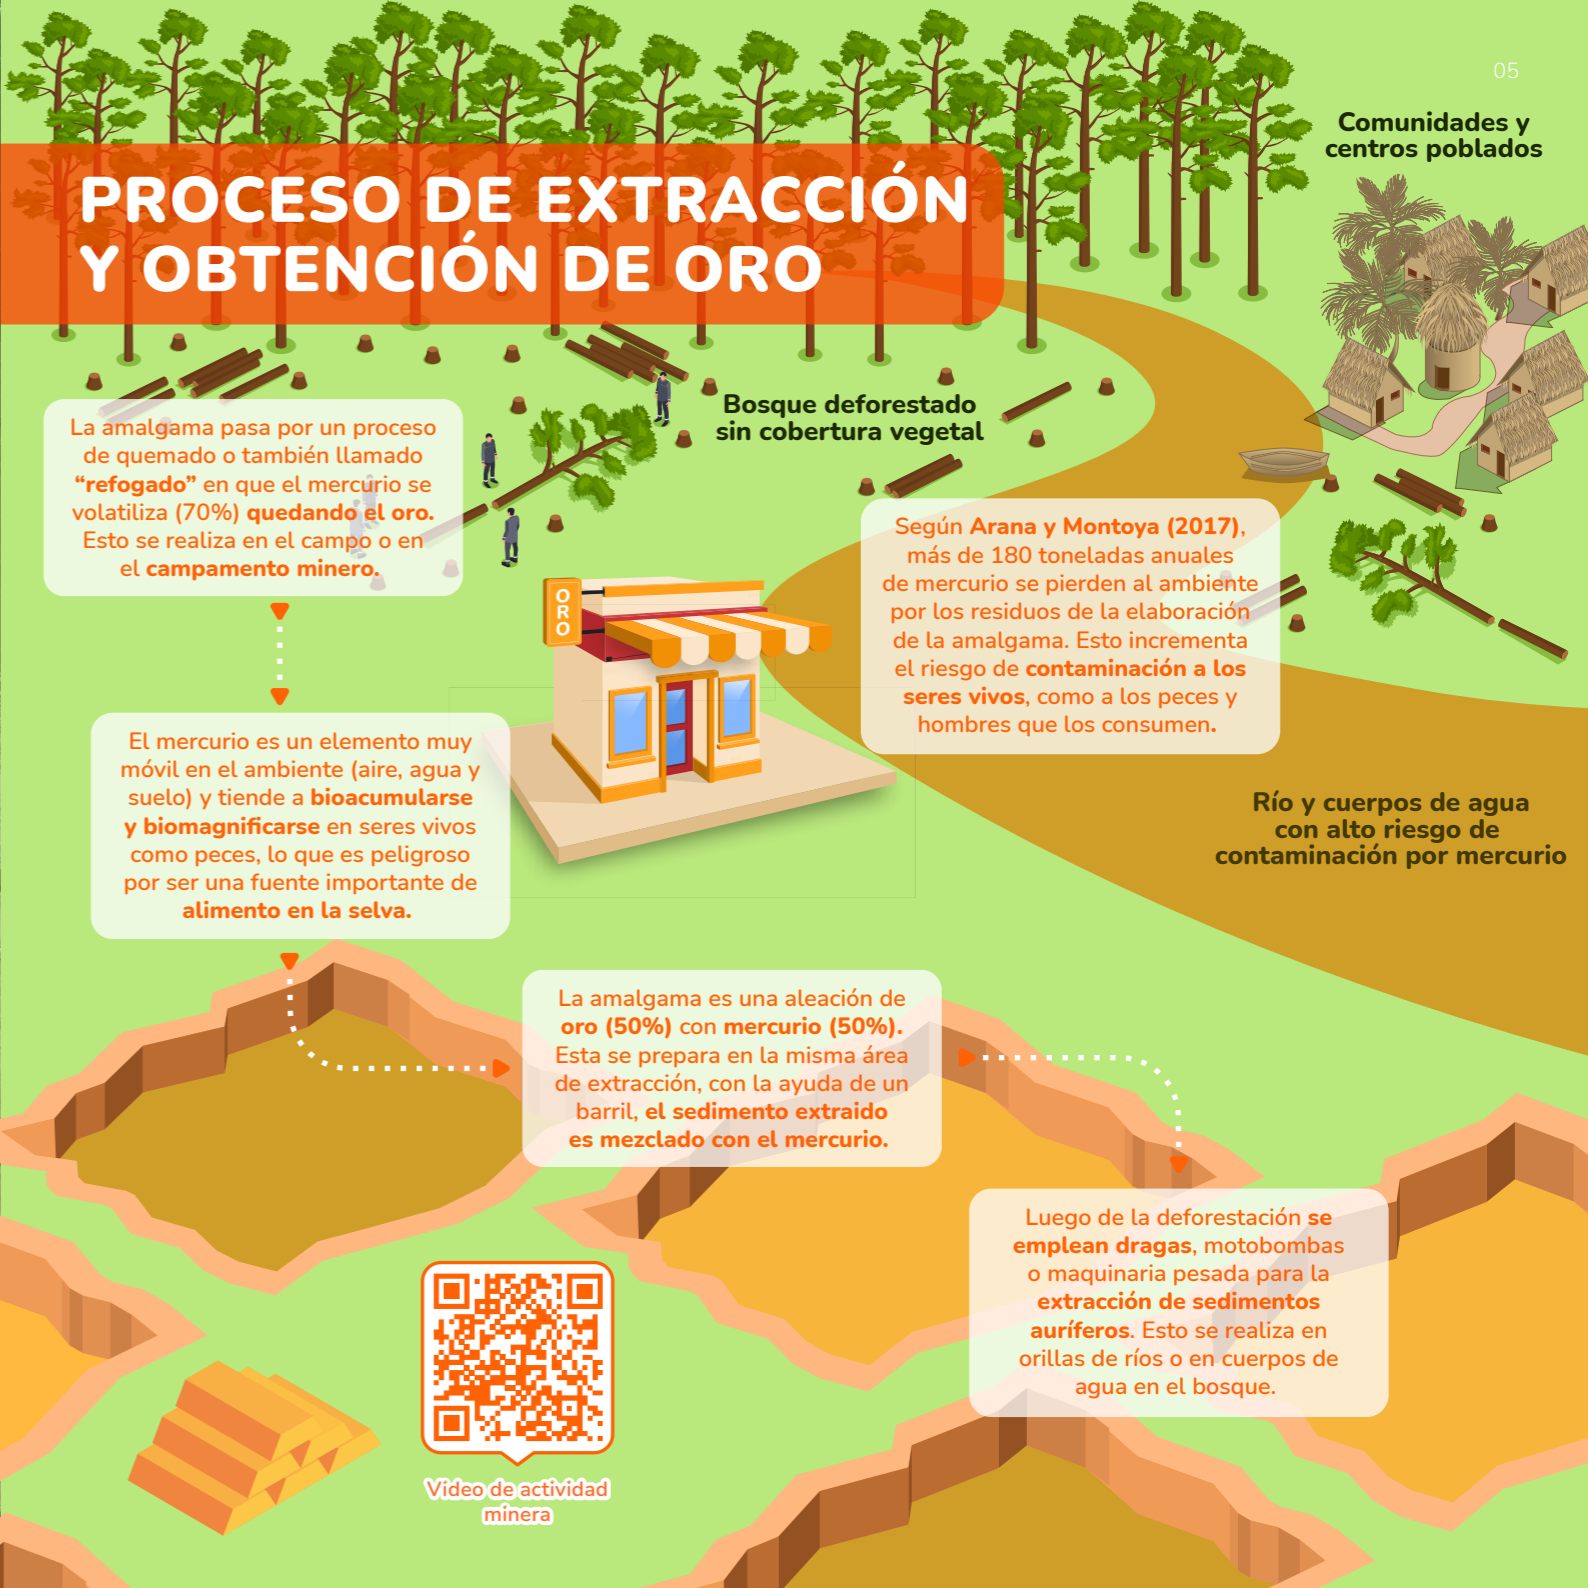 05
Comunidades y
centros poblados
PROCESO DE EXTRACCIÓN
Y OBTENCIÓN DE ORO
Bosque deforestado
sin cobertura vegetal
La amalgama pasa por un proceso
de quemado o también llamado
“refogado” en que el mercurio se
volatiliza (70%) quedando el oro.
Esto se realiza en el campo o en
el campamento minero.
ORO
Según Arana y Montoya (2017),
más de 180 toneladas anuales
de mercurio se pierden al ambiente
por los residuos de la elaboración
de la amalgama. Esto incrementa
el riesgo de contaminación a los
seres vivos, como a los peces y
hombres que los consumen.
El mercurio es un elemento muy
móvil en el ambiente (aire, agua y
suelo) y tiende a bioacumularse
y biomagnificarse en seres vivos
como peces, lo que es peligroso
por ser una fuente importante de
alimento en la selva.
Río y cuerpos de agua
con alto riesgo de
contaminación por mercurio
La amalgama es una aleación de
oro (50%) con mercurio (50%).
Esta se prepara en la misma área
de extracción, con la ayuda de un
barril, el sedimento extraido
es mezclado con el mercurio.
Luego de la deforestación se
emplean dragas, motobombas
o maquinaria pesada para la
extracción de sedimentos
auríferos. Esto se realiza en
orillas de ríos o en cuerpos de
agua en el bosque.
Video de actividad
minera